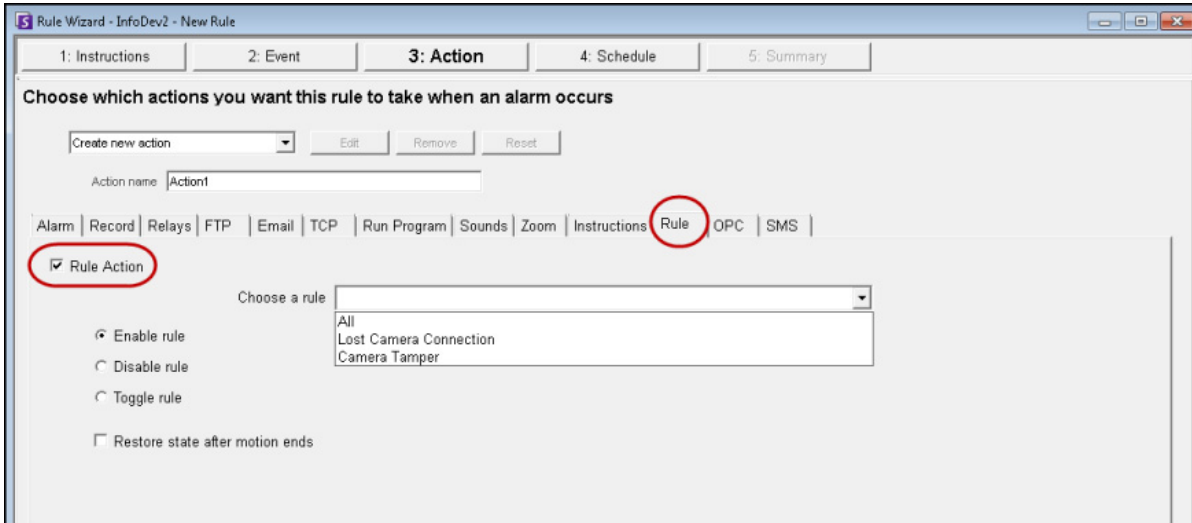 Rule Wizard - InfoDev2 - New Rule
1: Instructions 2: Event 3: Action 4: Schedule 5: Summary
Choose which actions you want this rule to take when an alarm occurs
Create new action Edit Remove Reset
Action name Action1
Alarm Record Relays FTP Email TCP Run Program Sounds Zoom Instructions Rule OPC SMS
Rule Action
Choose a rule
All
Enable rule
Lost Camera Connection
Camera Tamper
Disable rule
Toggle rule
Restore state after motion ends